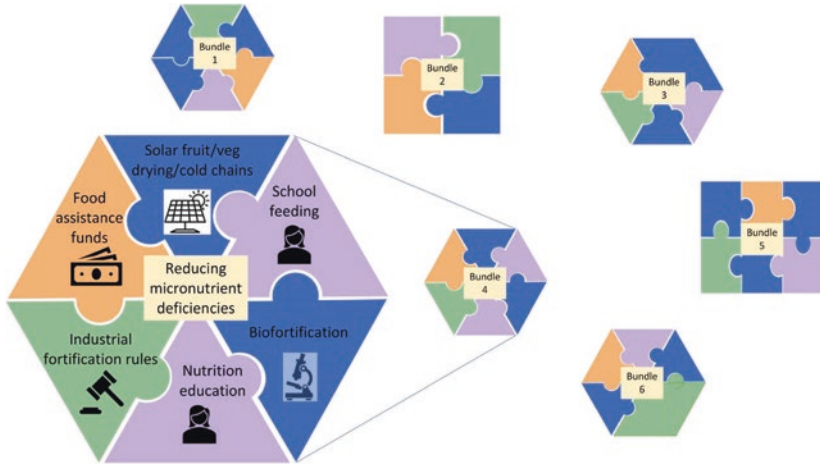 Bundle
1
Bundle
2
Bundle
3
Solar fruit/veg
drying/cold chains
School
feeding
Food
assistance
funds
Reducing
micronutrient
deficiencies
Bundle
4
Bundle
5
Industrial
fortification rules
Biofortification
Nutrition
education
Bundle
6